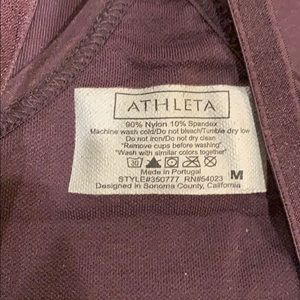 ATHLETA
90% Nylon 10% Spandex
Machine wash cold/Do not bleach/Tumble dry low
Do not iron/Do not dry clean
"Remove cups before washing"
"Wash with similar colors together"
30
Made in Portugal
STYLE#350777 RN#54023 M
Designed in Sonoma County, California